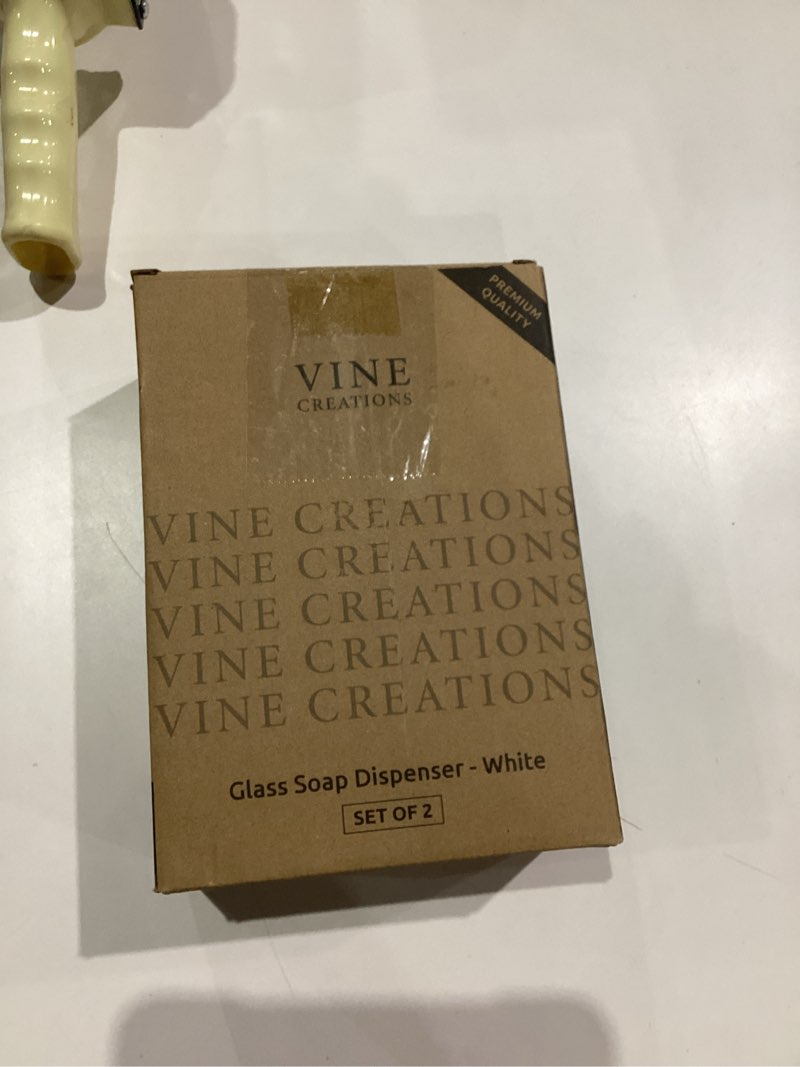 PREMIUM
QUALITY
VINE
CREATIONS
VINE CREATIONS
VINE CREATIONS
VINE CREATIONS
VINE CREATIONS
VINE CREATIONS
Glass Soap Dispenser - White
SET OF 2